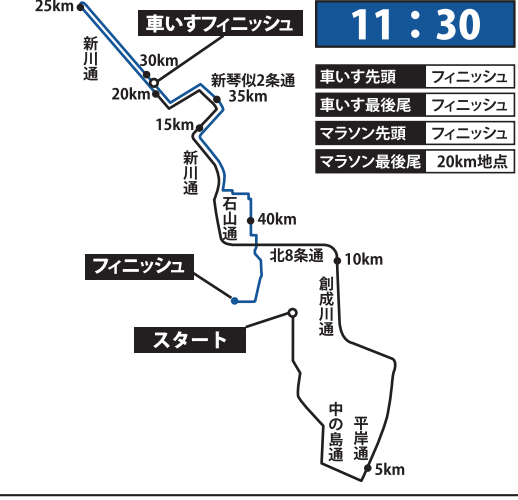 25km
車いすフィニッシュ
11：30
新川通
30km
20km
新琴似2条通
35km
車いす先頭 フィニッシュ
車いす最後尾 フィニッシュ
マラソン先頭 フィニッシュ
マラソン最後尾 20km地点
15km
新川通
石山通
40km
北8条通
10km
フィニッシュ
創成川通
スタート
中の島通
平岸通
5km